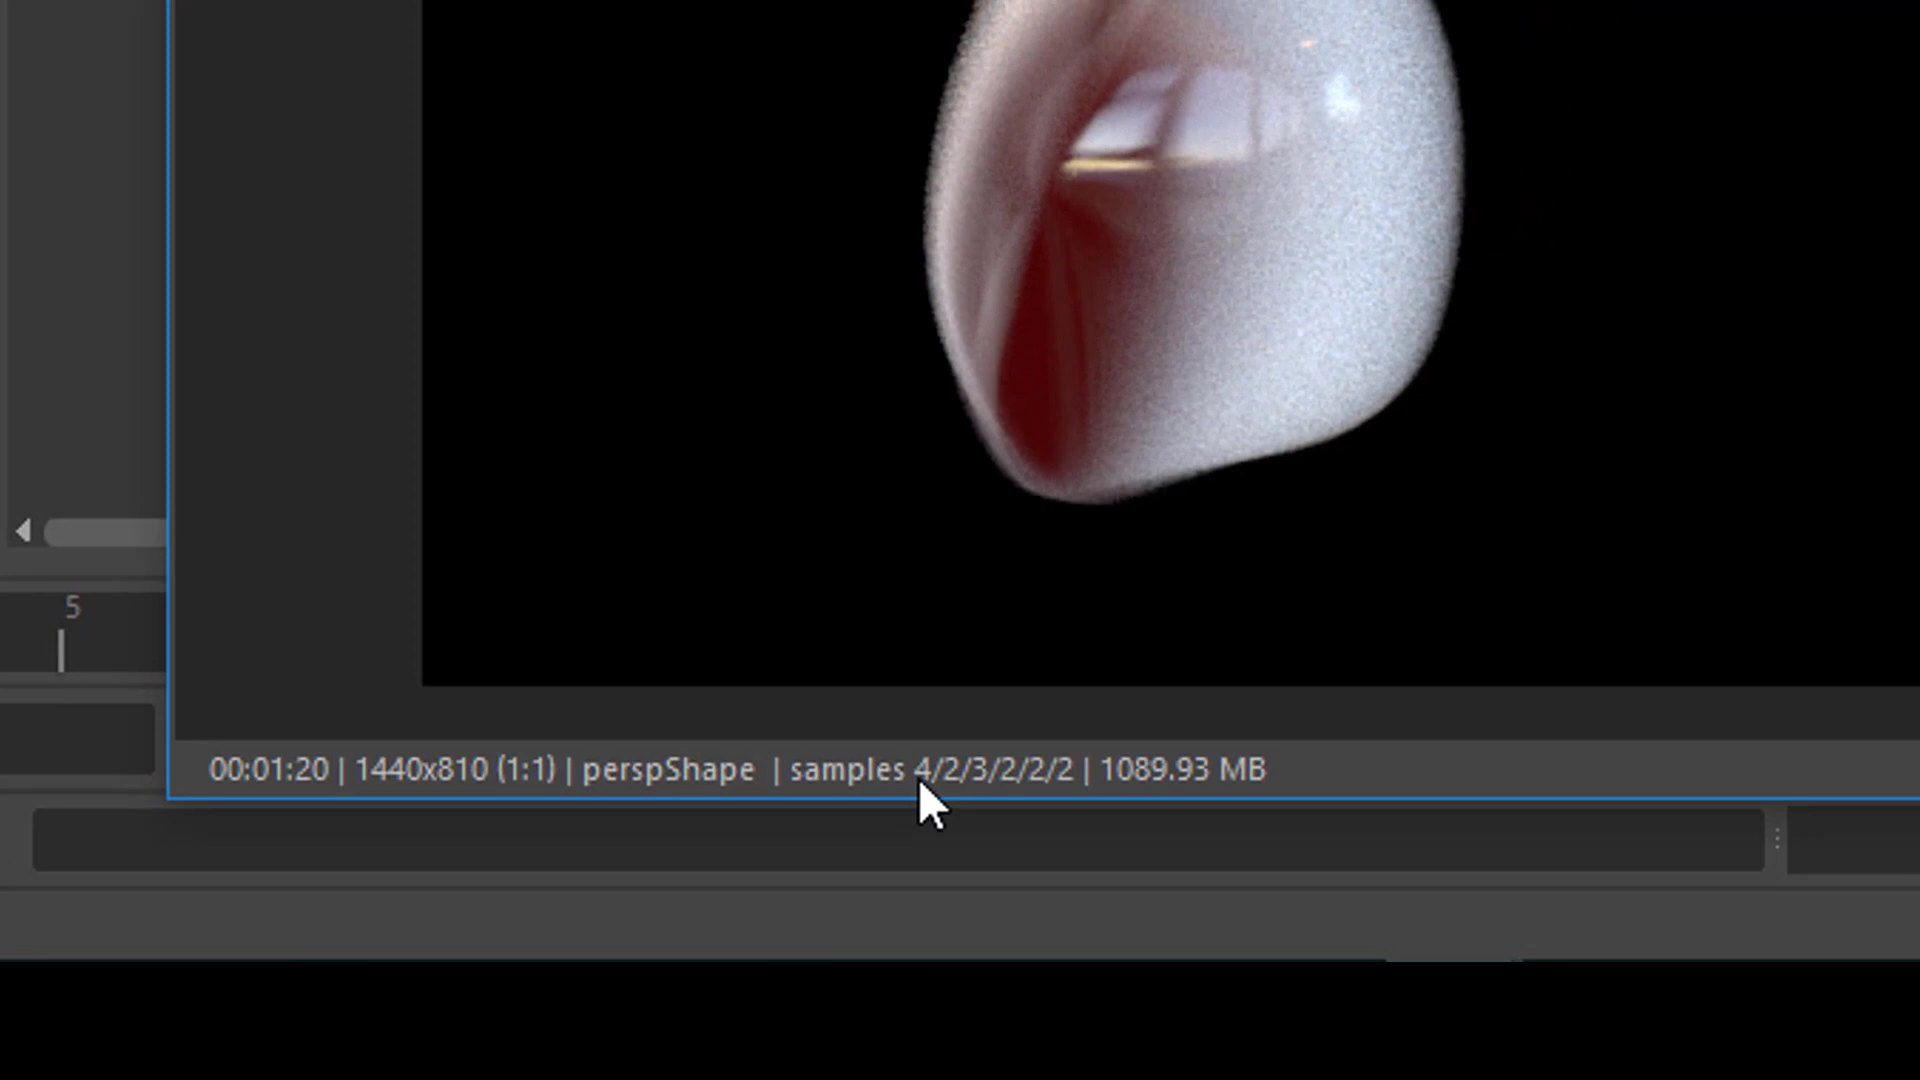 5
00:01:20 | 1440x810 (1:1) | perspShape | samples 4/2/3/2/2/2 | 1089.93 MB